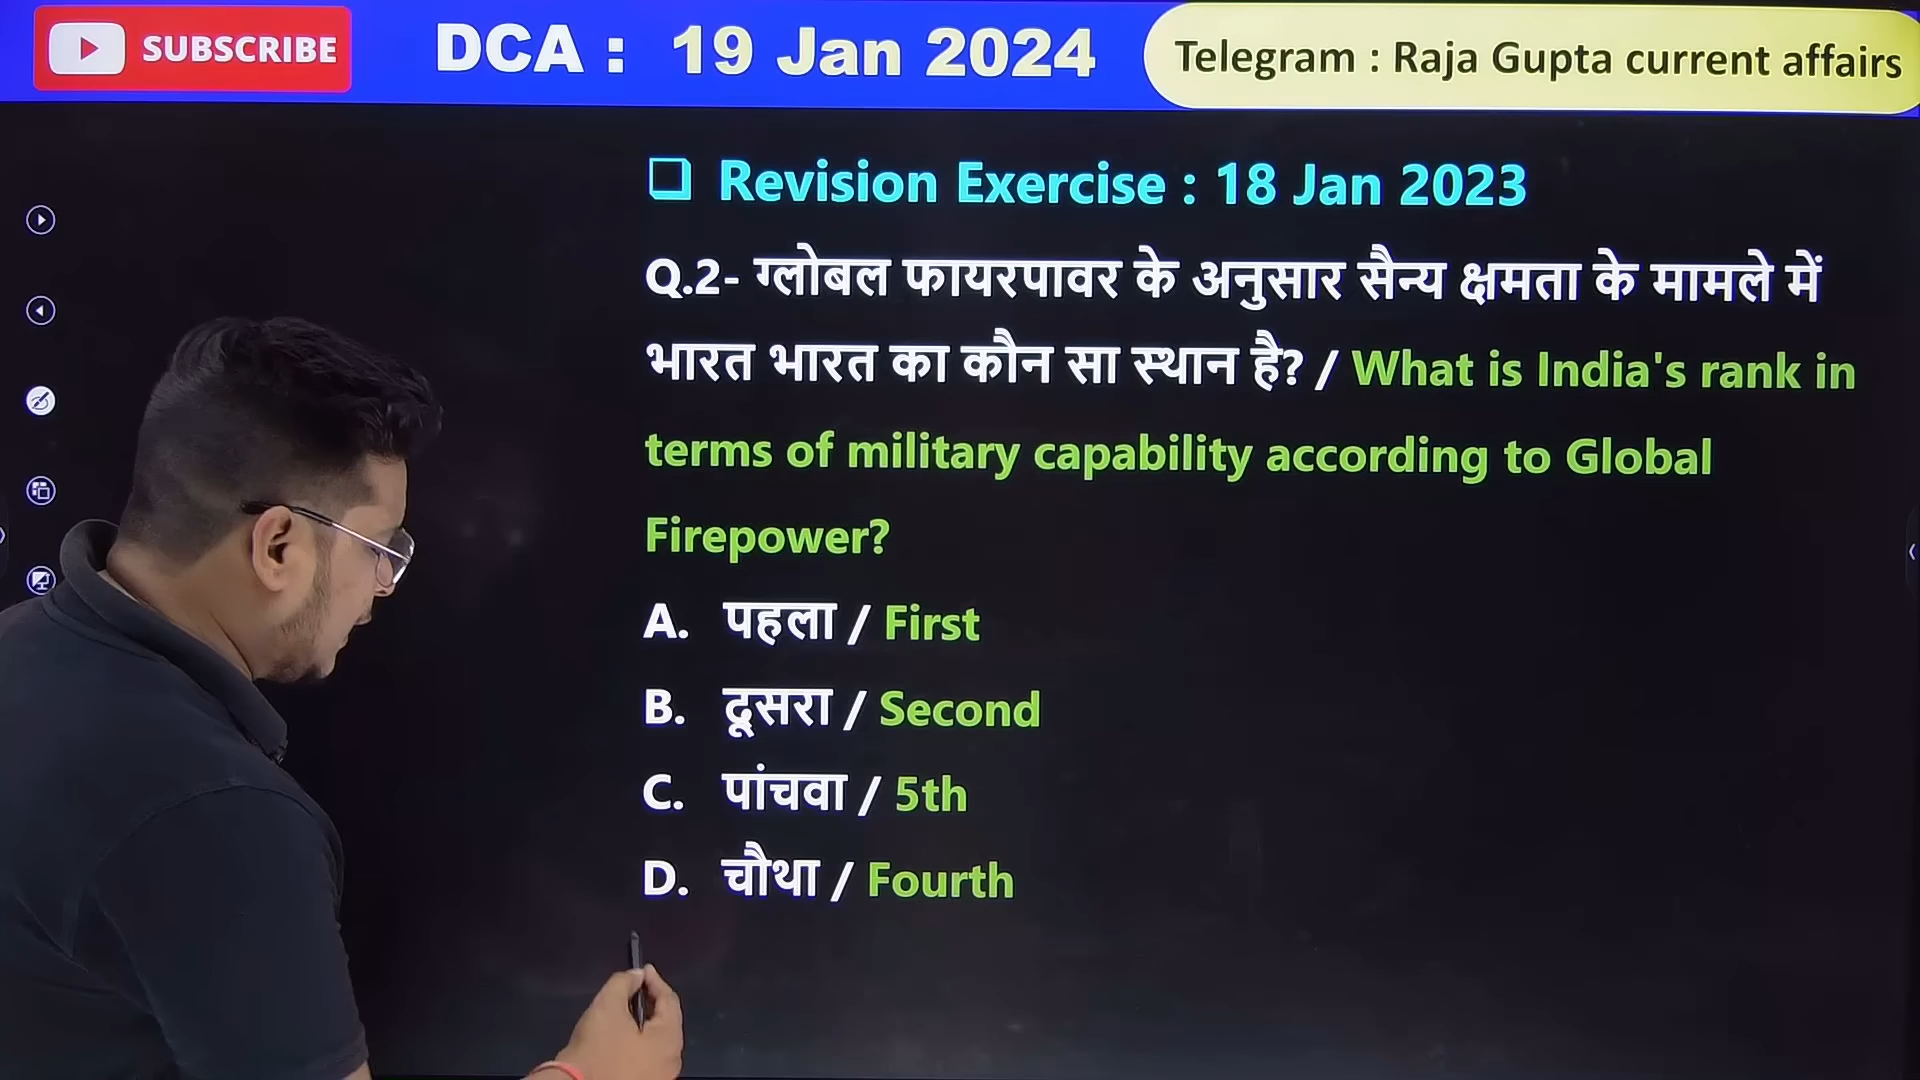 SUBSCRIBE
DCA : 19 Jan 2024
Telegram : Raja Gupta current affairs
❑ Revision Exercise : 18 Jan 2023
Q.2- ग्लोबल फायरपावर के अनुसार सैन्य क्षमता के मामले में
भारत भारत का कौन सा स्थान है? / What is India's rank in
terms of military capability according to Global
Firepower?
A. पहला / First
B. दूसरा / Second
C. पांचवा / 5th
D. चौथा / Fourth